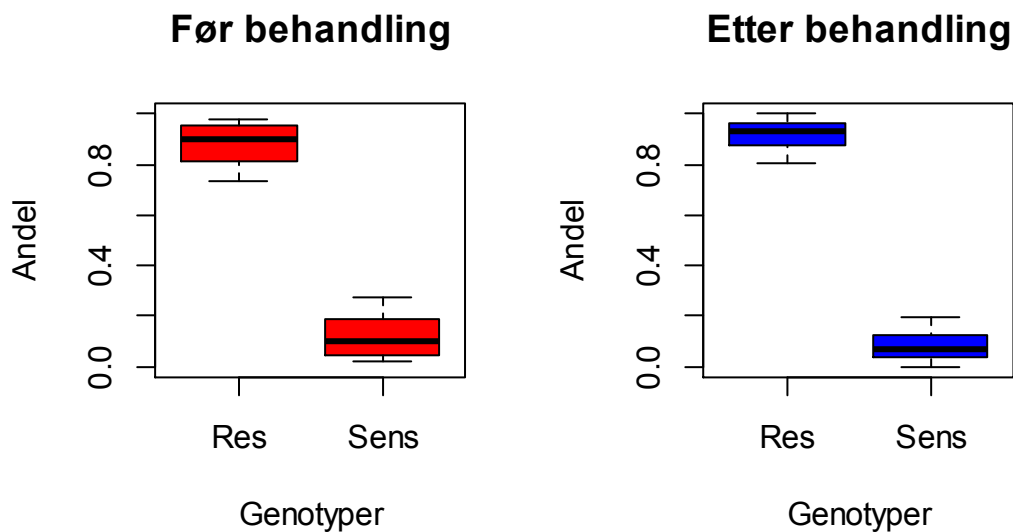 Før behandling
Andel
0.8
0.4
0.0
Res Sens
Genotyper
Etter behandling
Andel
0.8
0.4
0.0
Res Sens
Genotyper